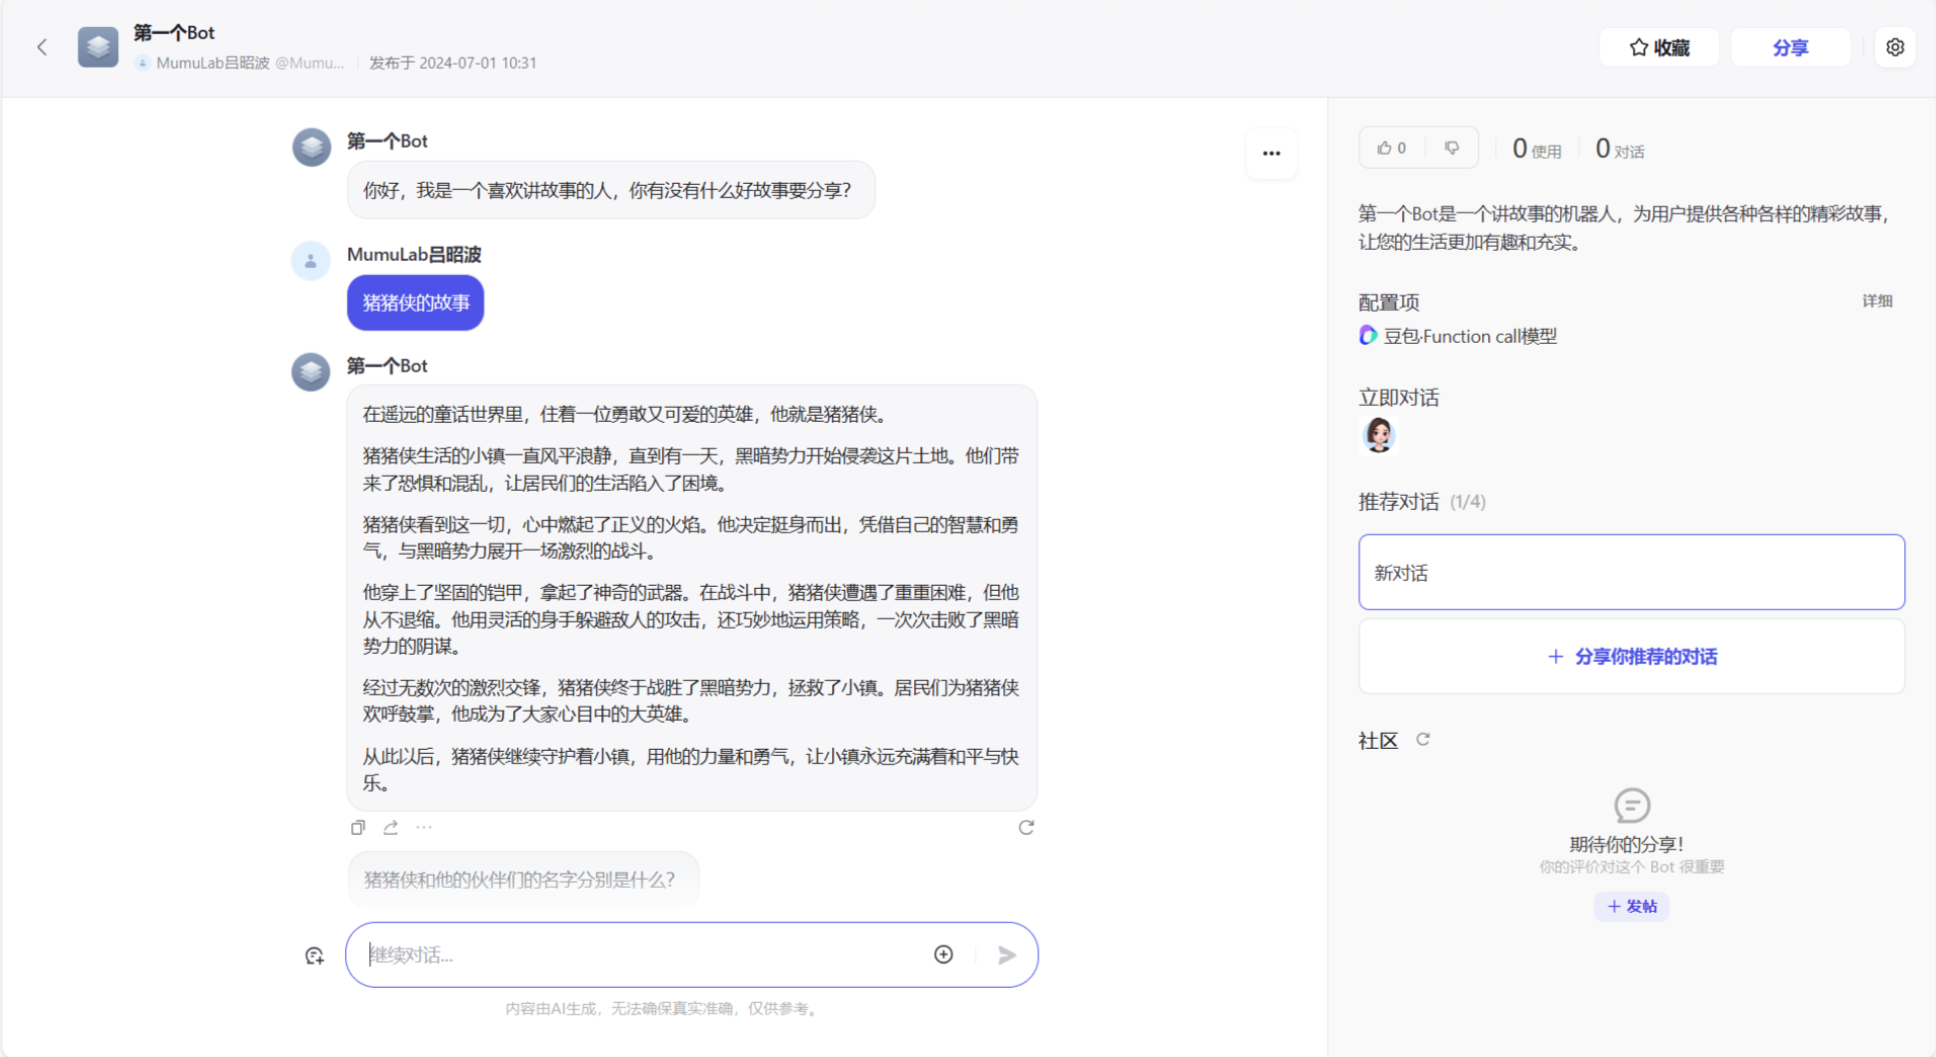 第一个Bot
MumuLab吕昭波 @Mumu... 发布于 2024-07-01 10:31
收藏
分享
第一个Bot
你好，我是一个喜欢讲故事的人，你有没有什么好故事要分享？
MumuLab吕昭波
猪猪侠的故事
第一个Bot
在遥远的童话世界里，住着一位勇敢又可爱的英雄，他就是猪猪侠。
猪猪侠生活的小镇一直风平浪静，直到有一天，黑暗势力开始侵袭这片土地。他们带
来了恐惧和混乱，让居民们的生活陷入了困境。
猪猪侠看到这一切，心中燃起了正义的火焰。他决定挺身而出，凭借自己的智慧和勇
气，与黑暗势力展开一场激烈的战斗。
他穿上了坚固的铠甲，拿起了神奇的武器。在战斗中，猪猪侠遭遇了重重困难，但他
从不退缩。他用灵活的身手躲避敌人的攻击，还巧妙地运用策略，一次次击败了黑暗
势力的阴谋。
经过无数次的激烈交锋，猪猪侠终于战胜了黑暗势力，拯救了小镇。居民们为猪猪侠
欢呼鼓掌，他成为了大家心目中的大英雄。
从此以后，猪猪侠继续守护着小镇，用他的力量和勇气，让小镇永远充满着和平与快
乐。
猪猪侠和他的伙伴们的名字分别是什么？
继续对话...
内容由AI生成，无法确保真实准确，仅供参考。
0 0 使用 0 对话
第一个Bot是一个讲故事的机器人，为用户提供各种各样的精彩故事，
让您的生活更加有趣和充实。
配置项 详细
豆包·Function call模型
立即对话
推荐对话 (1/4)
新对话
+ 分享你推荐的对话
社区
期待你的分享！
你的评价对这个 Bot 很重要
+ 发帖